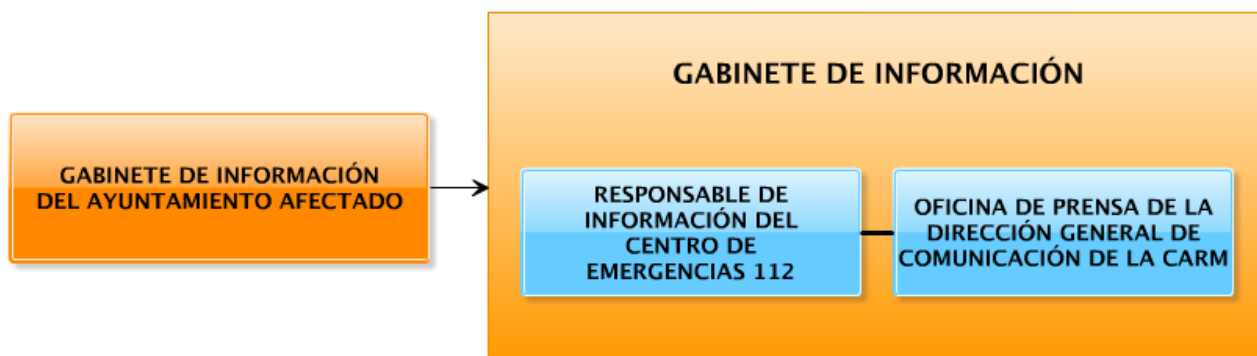 GABINETE DE INFORMACIÓN
DEL AYUNTAMIENTO AFECTADO
GABINETE DE INFORMACIÓN
RESPONSABLE DE
INFORMACIÓN DEL
CENTRO DE
EMERGENCIAS 112
OFICINA DE PRENSA DE LA
DIRECCIÓN GENERAL DE
COMUNICACIÓN DE LA CARM